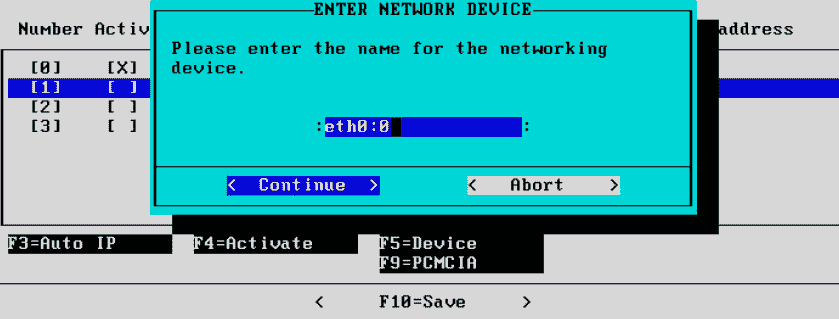 ENTER NETWORK DEVICE
Number Activ
address
Please enter the name for the networking
device.
[0] [X]
[1] [ ]
[2] [ ]
[3] [ ]
:eth0:0 :
< Continue > < Abort >
F3=Auto IP F4=Activate F5=Device
F9=PCMCIA
< F10=Save >